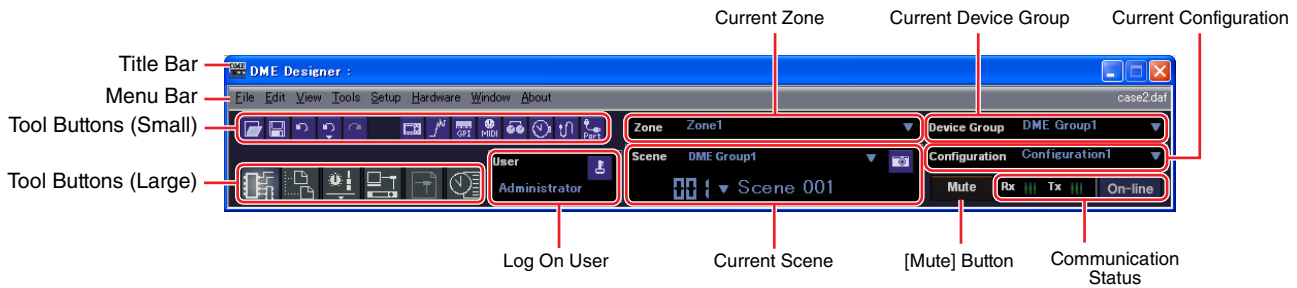 Current Zone
Current Device Group
Current Configuration
Title Bar
DME Designer :
Menu Bar
File Edit View Tools Setup Hardware Window About
case2.daf
Tool Buttons (Small)
GPI
MIDI
Port
Zone Zone1
Device Group DME Group1
Tool Buttons (Large)
User
Administrator
Scene DME Group1
001 Scene 001
Configuration Configuration1
Mute Rx Tx On-line
Log On User
Current Scene
[Mute] Button
Communication
Status